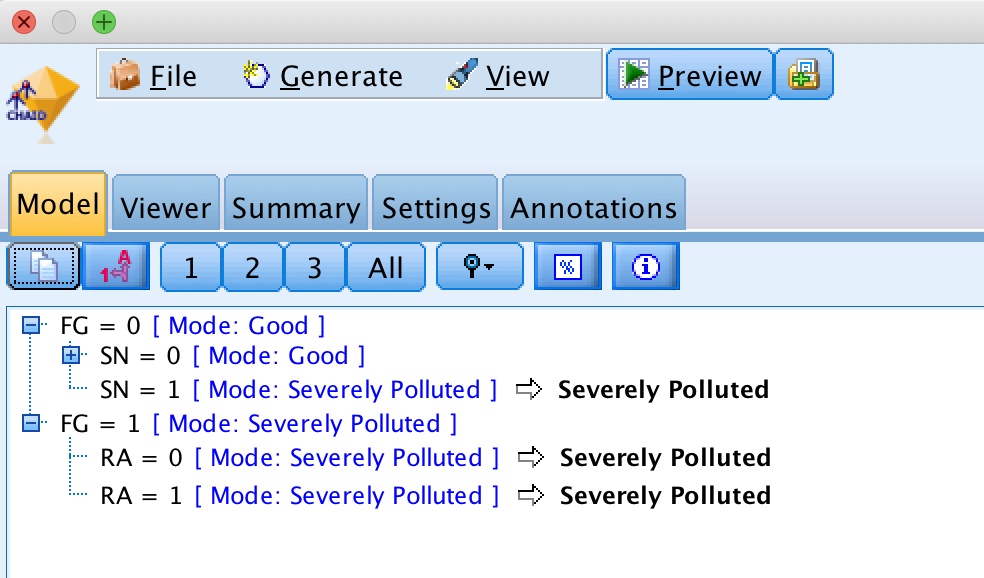 File Generate View Preview
CHAID
Model Viewer Summary Settings Annotations
A
1 1 2 3 All % i
FG = 0 [ Mode: Good ]
SN = 0 [ Mode: Good ]
SN = 1 [ Mode: Severely Polluted ] ⇨ Severely Polluted
FG = 1 [ Mode: Severely Polluted ]
RA = 0 [ Mode: Severely Polluted ] ⇨ Severely Polluted
RA = 1 [ Mode: Severely Polluted ] ⇨ Severely Polluted